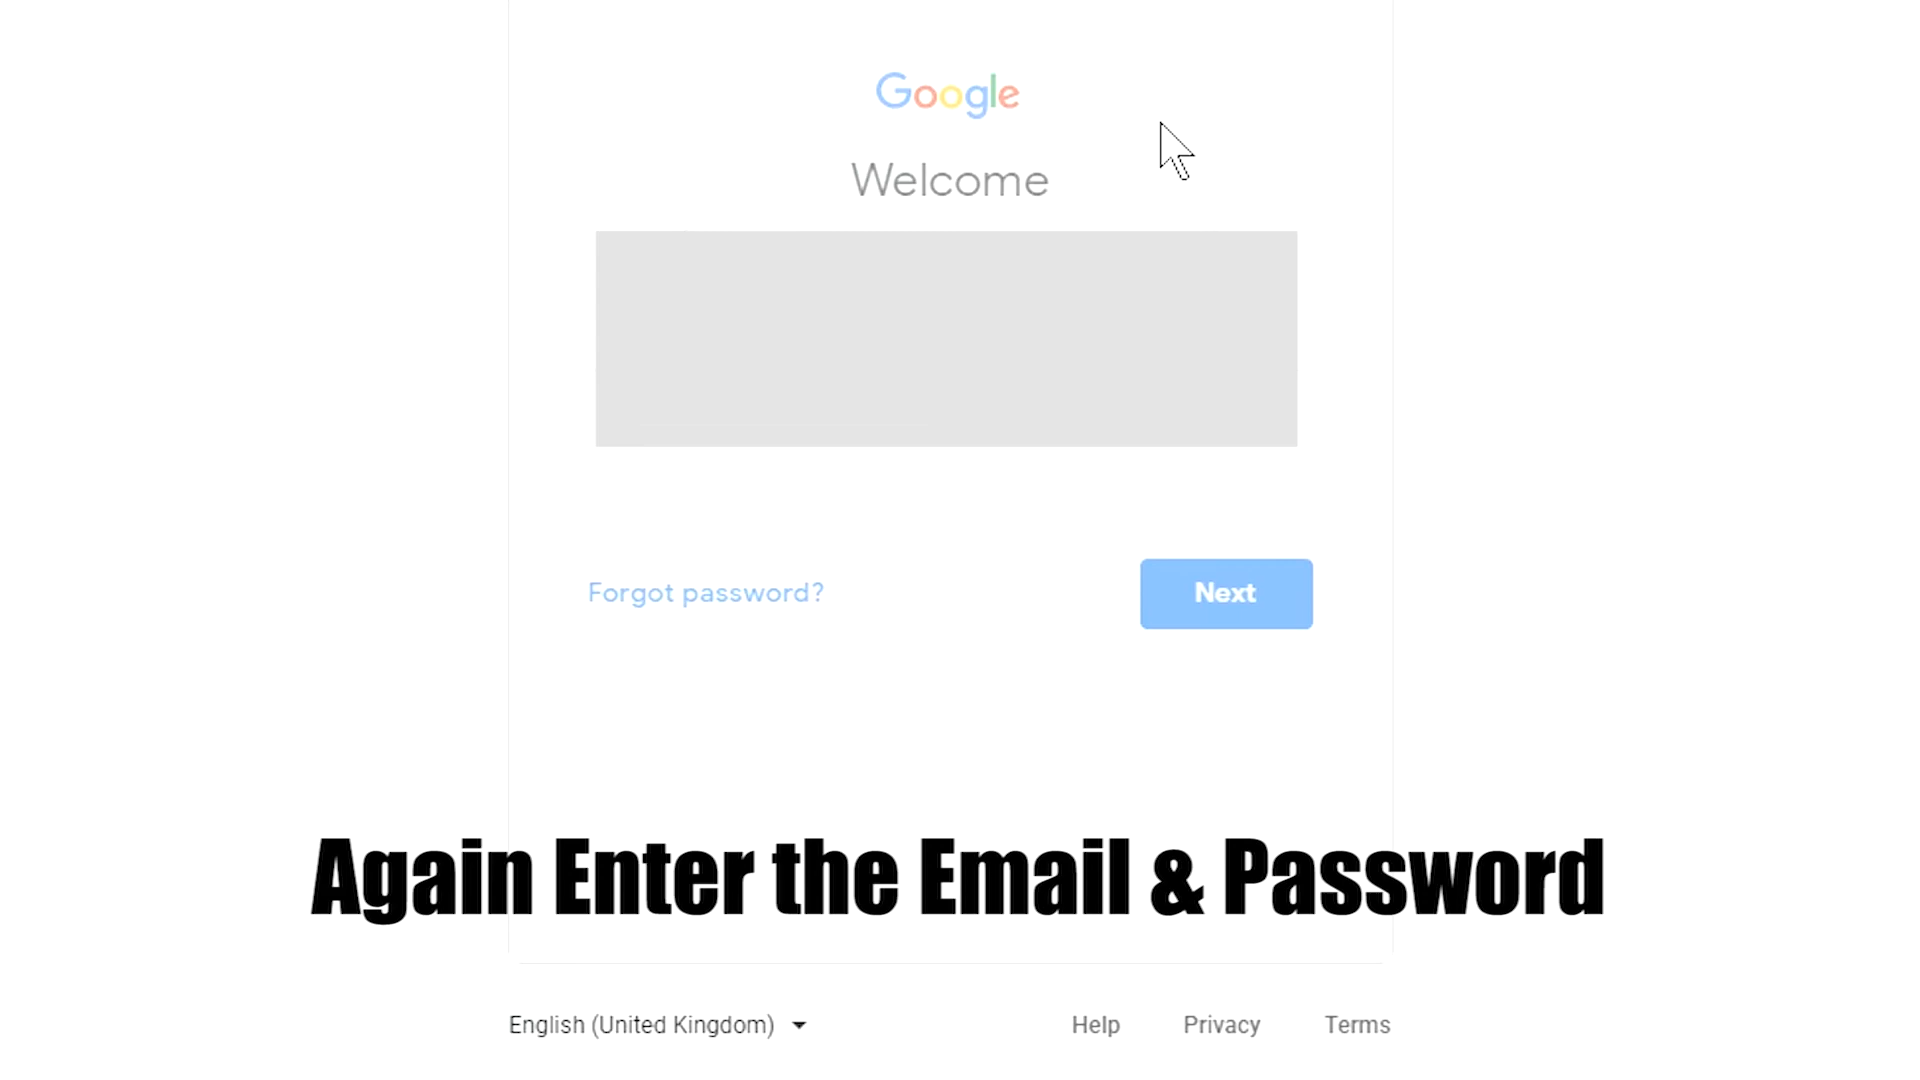 Google
Welcome
Forgot password?
Next
Again Enter the Email & Password
English (United Kingdom)
Help Privacy Terms